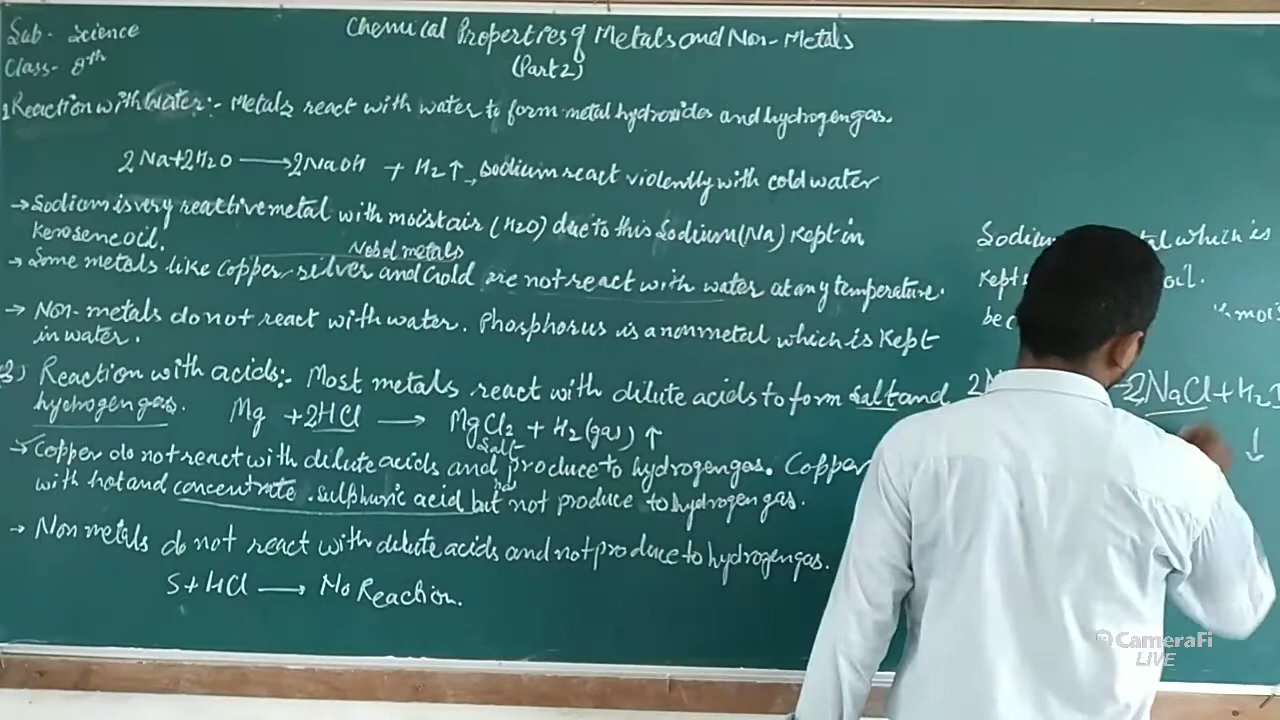 Sub- Science
Class- 8th
Chemical Properties of Metals and Non-Metals
(Part 2)
Reaction with Water:- Metals react with water to form metal hydroxides and hydrogen gas.
2Na+2H2O ⟶ 2NaOH + H2↑, Sodium react violently with cold water
→ Sodium is very reactive metal with moist air (H2O) due to this Sodium (Na) Kept in
Kerosene oil.
Nobel metals
→ Some metals like Copper, silver and Gold are not react with water at any temperature.
→ Non-metals do not react with water. Phosphorus is a nonmetal which is Kept
in water.
3) Reaction with acids:- Most metals react with dilute acids to form salt and
hydrogen gas. Mg + 2HCl ⟶ MgCl2 + H2 (gas) ↑
Salt
→ Copper do not react with dilute acids and produce to hydrogen gas. Copper
with hot and concentrate sulphuric acid but not produce to hydrogen gas.
→ Non metals do not react with dilute acids and not produce to hydrogen gas.
S + HCl ⟶ No Reaction.
which is
Kept oil.
2NaCl + H2
↓
CameraFi
LIVE